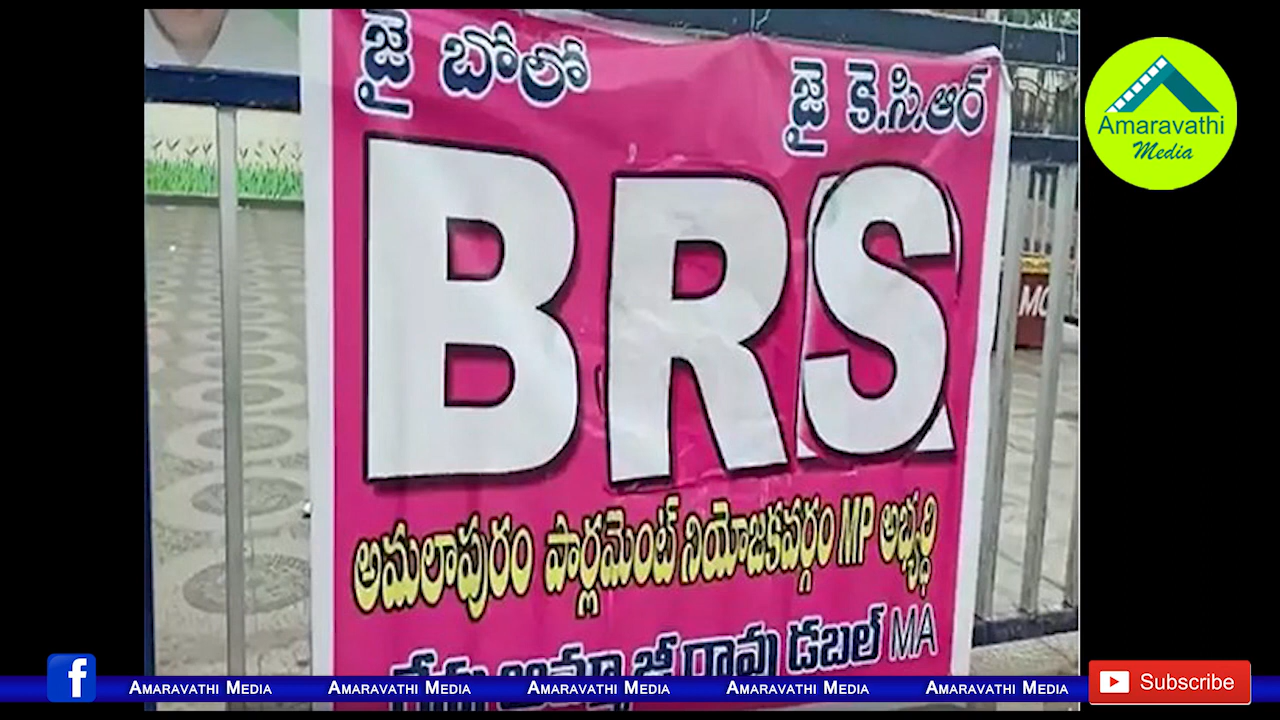 జై బోలో
జై కె.సి.ఆర్
BRS
అమలాపురం పార్లమెంట్ నియోజకవర్గం MP అభ్యర్ధి
రావు డబల్ MA
MO
Amaravathi
Media
AMARAVATHI MEDIA AMARAVATHI MEDIA AMARAVATHI MEDIA AMARAVATHI MEDIA AMARAVATHI MEDIA
Subscribe